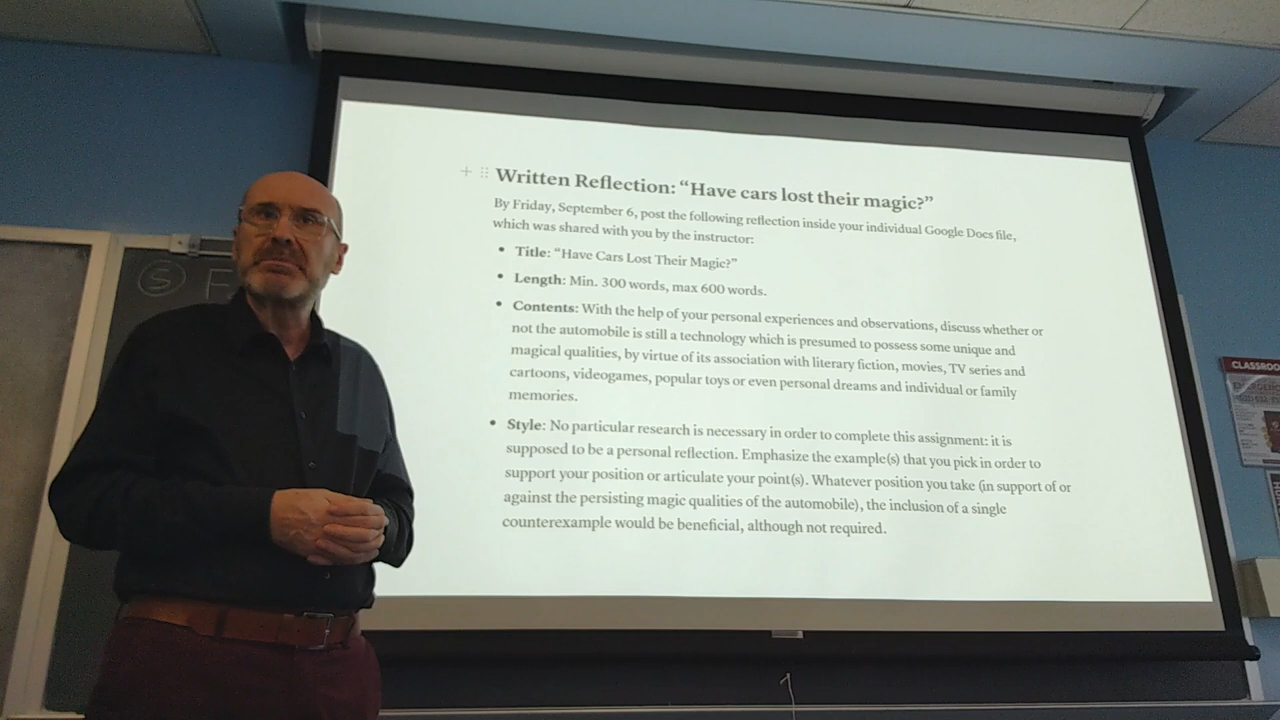 Written Reflection: “Have cars lost their magic?”
By Friday, September 6, post the following reflection inside your individual Google Docs file,
which was shared with you by the instructor:
• Title: “Have Cars Lost Their Magic?”
• Length: Min. 300 words, max 600 words.
• Contents: With the help of your personal experiences and observations, discuss whether or
not the automobile is still a technology which is presumed to possess some unique and
magical qualities, by virtue of its association with literary fiction, movies, TV series and
cartoons, videogames, popular toys or even personal dreams and individual or family
memories.
• Style: No particular research is necessary in order to complete this assignment: it is
supposed to be a personal reflection. Emphasize the example(s) that you pick in order to
support your position or articulate your point(s). Whatever position you take (in support of or
against the persisting magic qualities of the automobile), the inclusion of a single
counterexample would be beneficial, although not required.
S F
CLASSROO